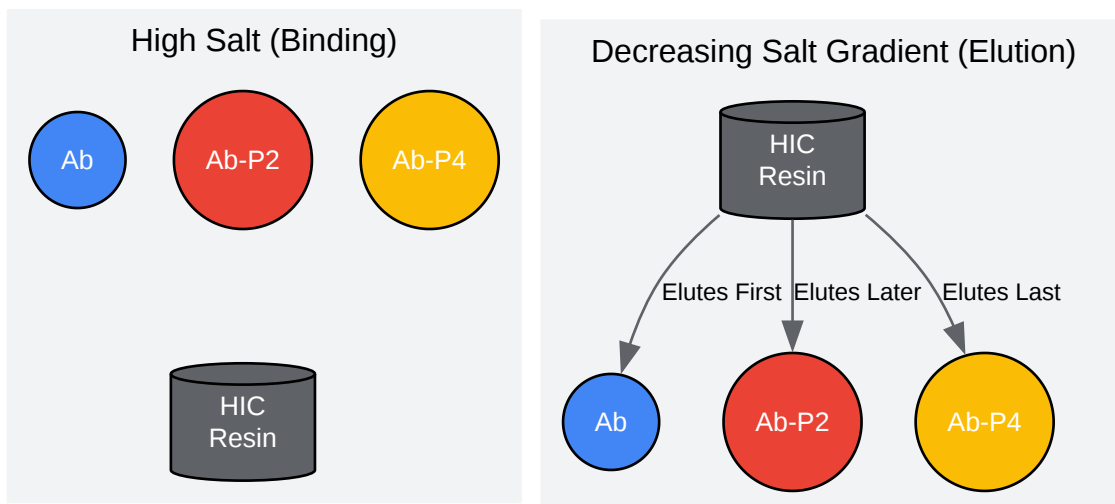 High Salt (Binding)
Ab
Ab-P2
Ab-P4
HIC
Resin
Decreasing Salt Gradient (Elution)
HIC
Resin
Elutes First
Elutes Later
Elutes Last
Ab
Ab-P2
Ab-P4